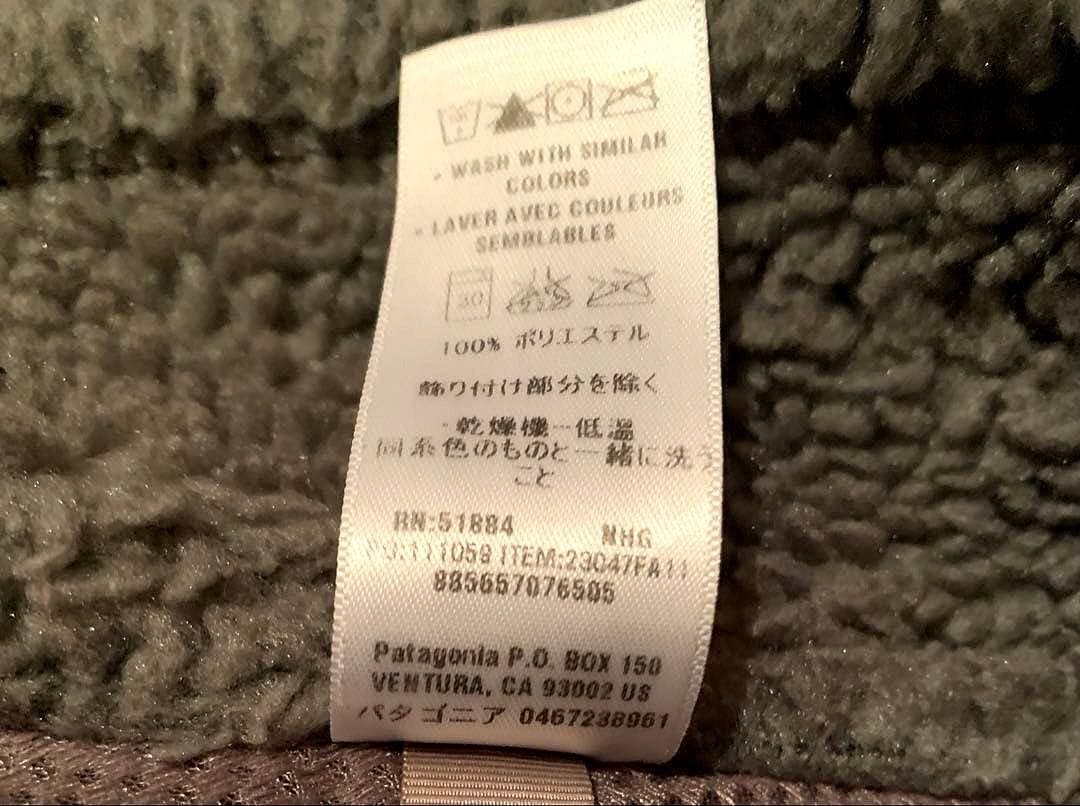 • WASH WITH SIMILAR
COLORS
• LAVER AVEC COULEURS
SEMBLABLES
30
100% ポリエステル
飾り付け部分を除く
乾燥機ー低温
同系色のものと一緒に洗う
こと
RN:51884 NHG
PO:111059 ITEM:23047FA11
885657076505
Patagonia P.O. BOX 150
VENTURA, CA 93002 US
パタゴニア 0467238961